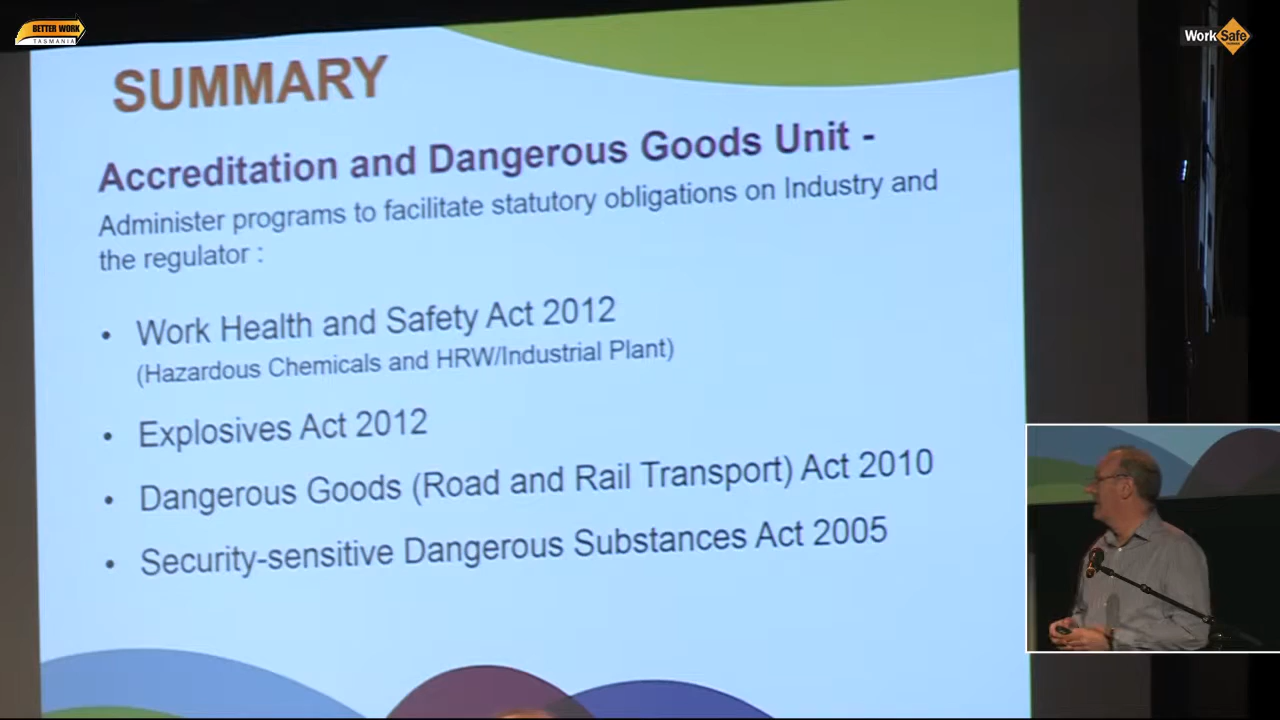 BETTER WORK
TASMANIA
WorkSafe
SUMMARY
Accreditation and Dangerous Goods Unit -
Administer programs to facilitate statutory obligations on Industry and
the regulator :
• Work Health and Safety Act 2012
(Hazardous Chemicals and HRW/Industrial Plant)
• Explosives Act 2012
• Dangerous Goods (Road and Rail Transport) Act 2010
• Security-sensitive Dangerous Substances Act 2005